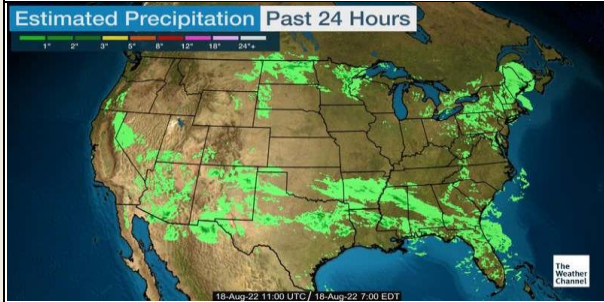 Estimated Precipitation Past 24 Hours
1" 2" 3" 5" 8" 12" 18" 24"+
The
Weather
Channel
18-Aug-22 11:00 UTC / 18-Aug-22 7:00 EDT